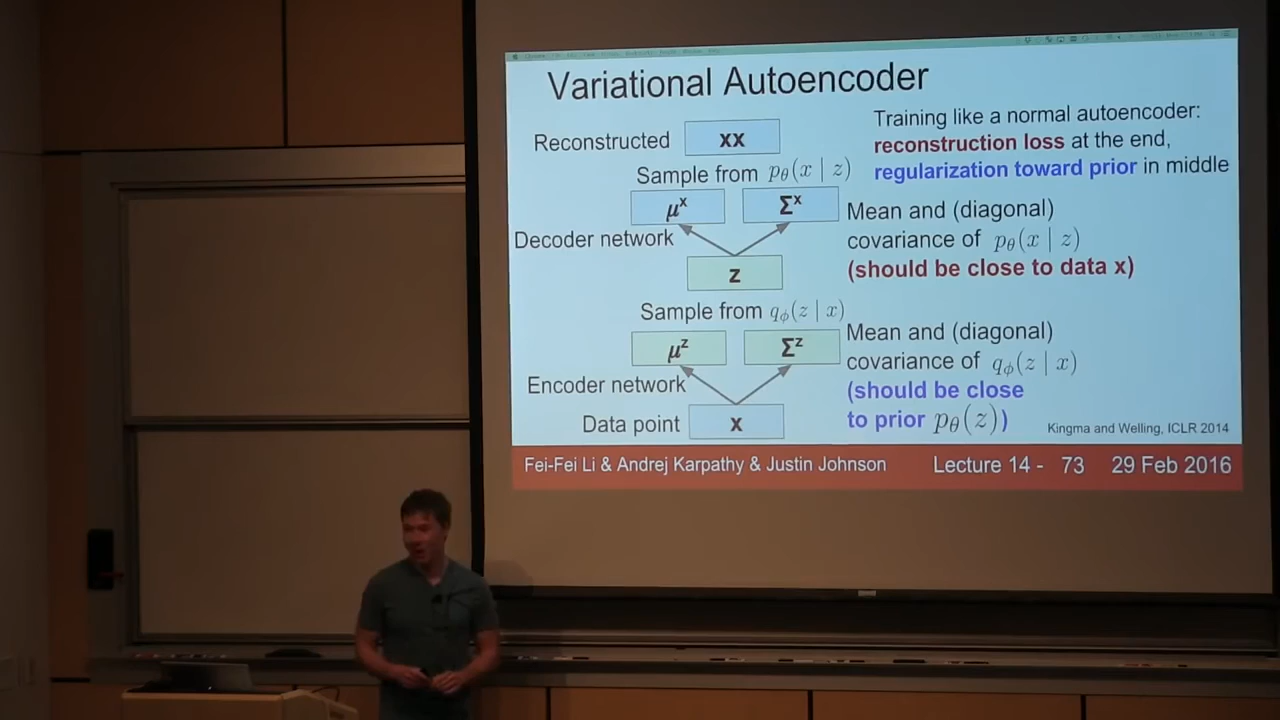 Variational Autoencoder
Training like a normal autoencoder:
reconstruction loss at the end,
regularization toward prior in middle
Reconstructed
xx
Sample from pθ(x | z)
μx
Σx
Mean and (diagonal)
covariance of pθ(x | z)
(should be close to data x)
Decoder network
z
Sample from qϕ(z | x)
μz
Σz
Mean and (diagonal)
covariance of qϕ(z | x)
(should be close
to prior pθ(z))
Encoder network
Data point
x
Kingma and Welling, ICLR 2014
Fei-Fei Li & Andrej Karpathy & Justin Johnson
Lecture 14 - 73
29 Feb 2016